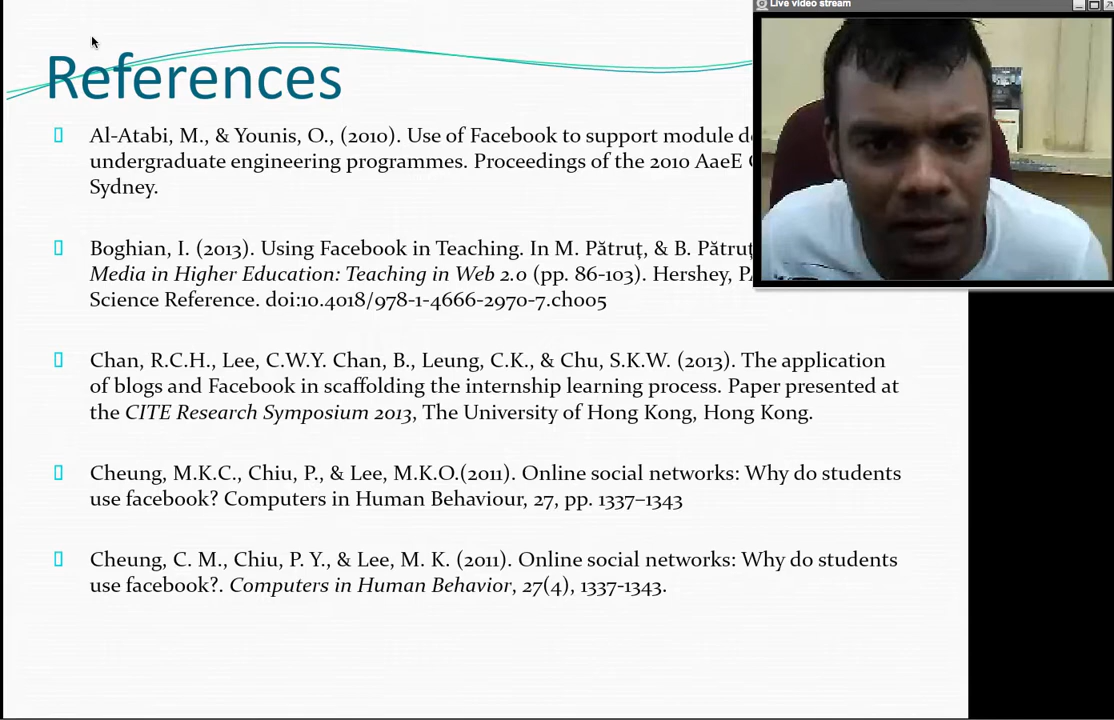 Live video stream
References
Al-Atabi, M., & Younis, O., (2010). Use of Facebook to support module
undergraduate engineering programmes. Proceedings of the 2010 AaeE
Sydney.
Boghian, I. (2013). Using Facebook in Teaching. In M. Pătruţ, & B. Pătruţ
Media in Higher Education: Teaching in Web 2.0 (pp. 86-103). Hershey,
Science Reference. doi:10.4018/978-1-4666-2970-7.ch005
Chan, R.C.H., Lee, C.W.Y. Chan, B., Leung, C.K., & Chu, S.K.W. (2013). The application
of blogs and Facebook in scaffolding the internship learning process. Paper presented at
the CITE Research Symposium 2013, The University of Hong Kong, Hong Kong.
Cheung, M.K.C., Chiu, P., & Lee, M.K.O.(2011). Online social networks: Why do students
use facebook? Computers in Human Behaviour, 27, pp. 1337–1343
Cheung, C. M., Chiu, P. Y., & Lee, M. K. (2011). Online social networks: Why do students
use facebook?. Computers in Human Behavior, 27(4), 1337-1343.